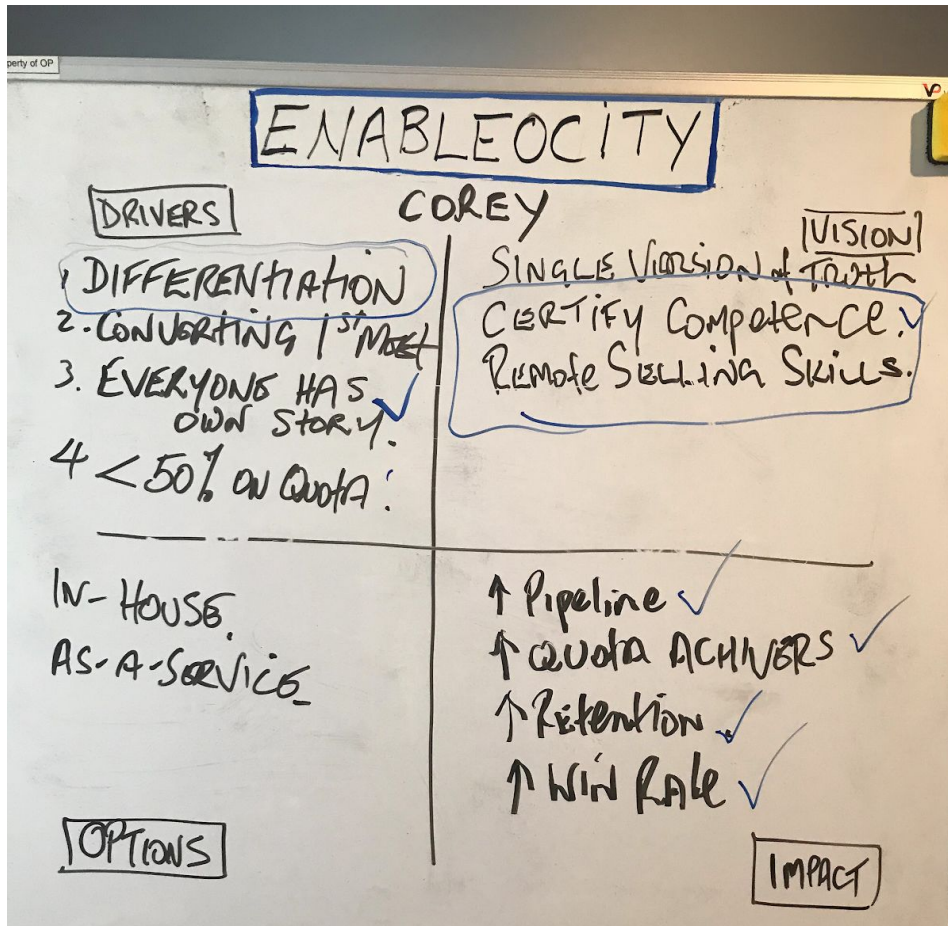 perty of OP
ENABLEOCITY
COREY
DRIVERS
1 DIFFERENTIATION
2. CONVERTING 1ST MEET
3. EVERYONE HAS
OWN STORY.
4 <50% ON QUOTA.
VISION
SINGLE VERSION of TRUTH
CERTIFY COMPETENCE.
REMOTE SELLING SKILLS.
IN-HOUSE.
AS-A-SERVICE
OPTIONS
↑ Pipeline
↑ QUOTA ACHIVERS
↑ Retention
↑ WIN RATE
IMPACT